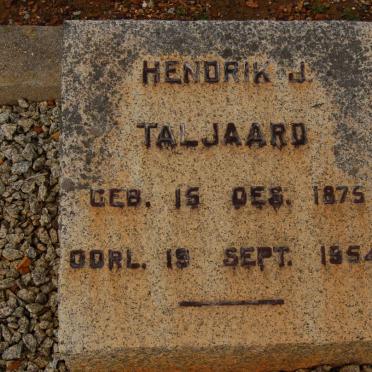 HENDRIK J.
TALJAARD
GEB. 15 DES. 1875
OORL. 19 SEPT. 1954